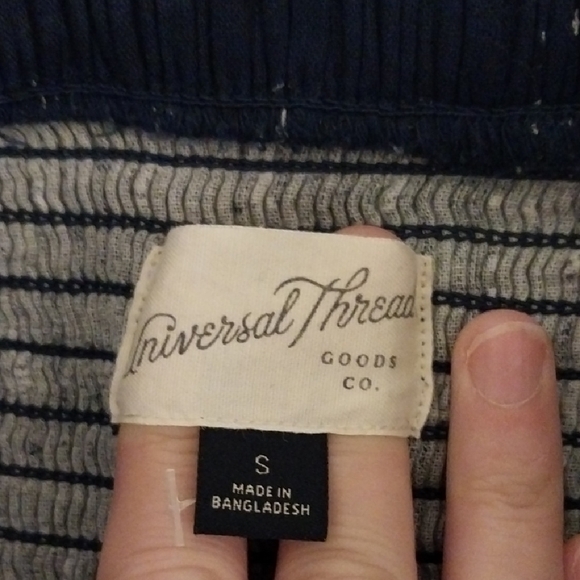 Universal Thread
GOODS
CO.
S
MADE IN
BANGLADESH